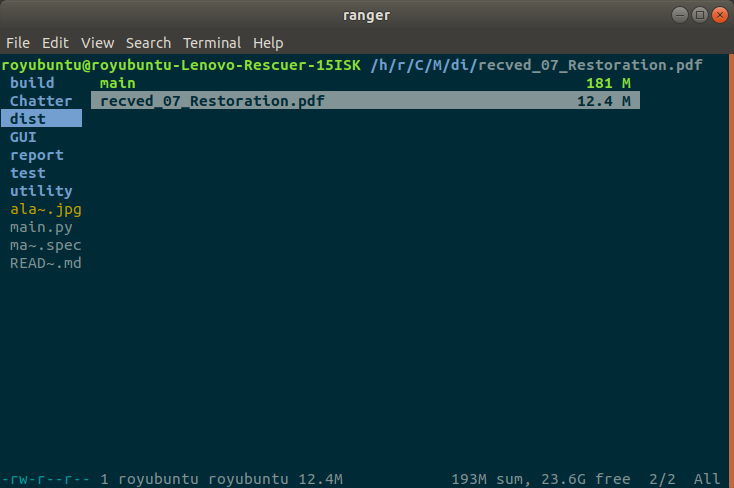 ranger
File Edit View Search Terminal Help
royubuntu@royubuntu-Lenovo-Rescuer-15ISK /h/r/C/M/di/recved_07_Restoration.pdf
build main 181 M
Chatter recved_07_Restoration.pdf 12.4 M
dist
GUI
report
test
utility
ala~.jpg
main.py
ma~.spec
READ~.md
-rw-r--r-- 1 royubuntu royubuntu 12.4M 193M sum, 23.6G free 2/2 All